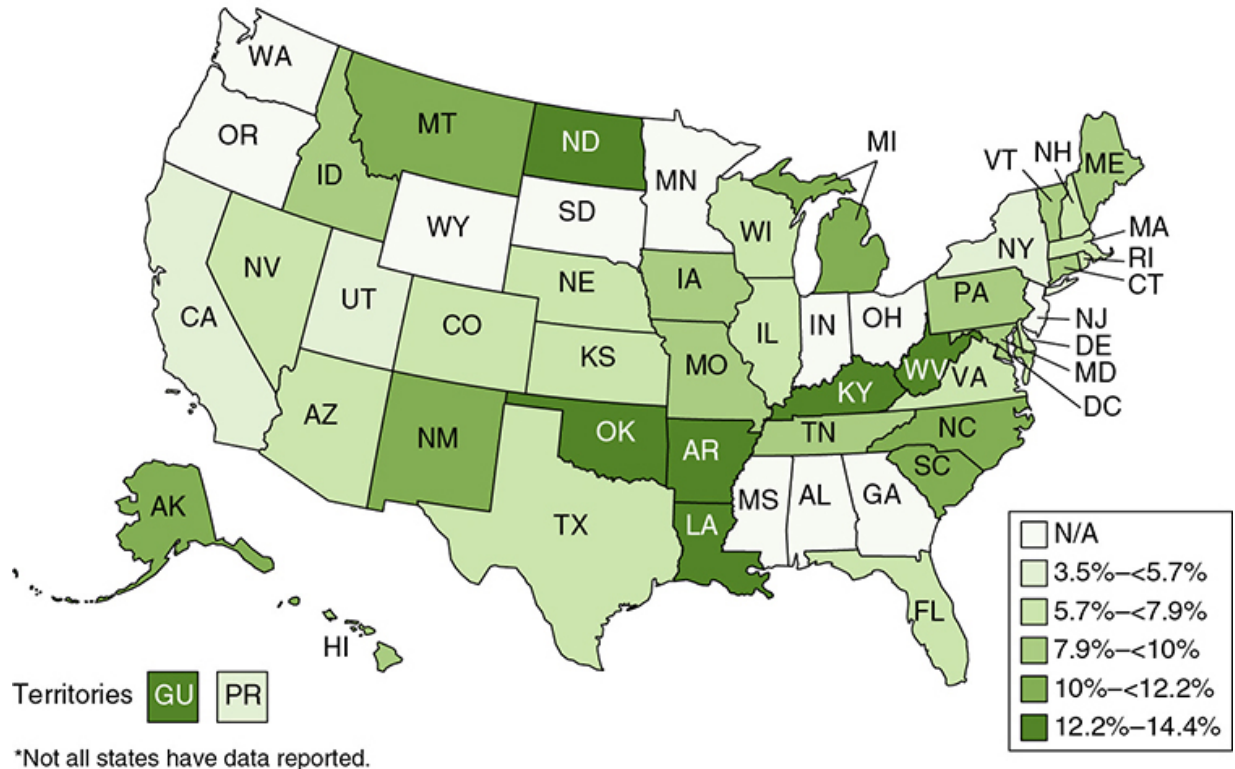 WA
MT
ND
MN
MI
VT
NH
ME
OR
ID
SD
WY
WI
NY
MA
RI
CT
NV
NE
IA
PA
UT
CA
CO
IL
IN
OH
NJ
DE
MD
DC
KS
MO
WV
VA
KY
AZ
NM
OK
AR
TN
NC
SC
MS
AL
GA
LA
TX
AK
FL
HI
N/A
3.5%–<5.7%
5.7%–<7.9%
7.9%–<10%
10%–<12.2%
12.2%–14.4%
Territories GU PR
*Not all states have data reported.